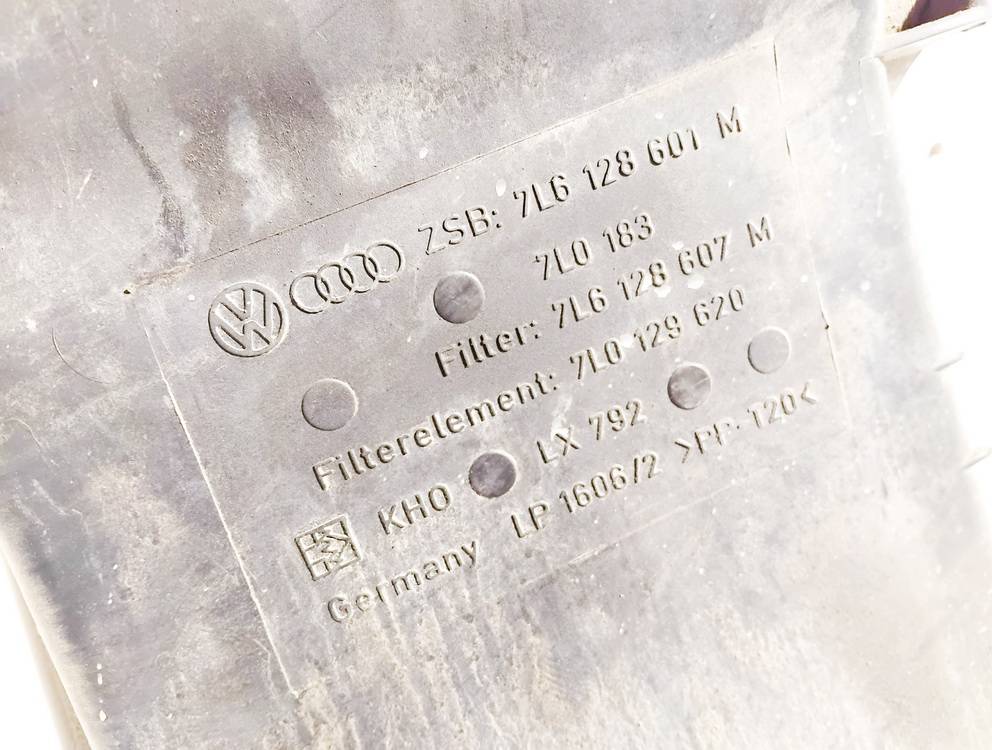 ZSB: 7L6 128 601 M
7L0 183
Filter: 7L6 128 607 M
Filterelement: 7L0 129 620
KHO LX 792
Germany LP 1606/2 >PP-T20<